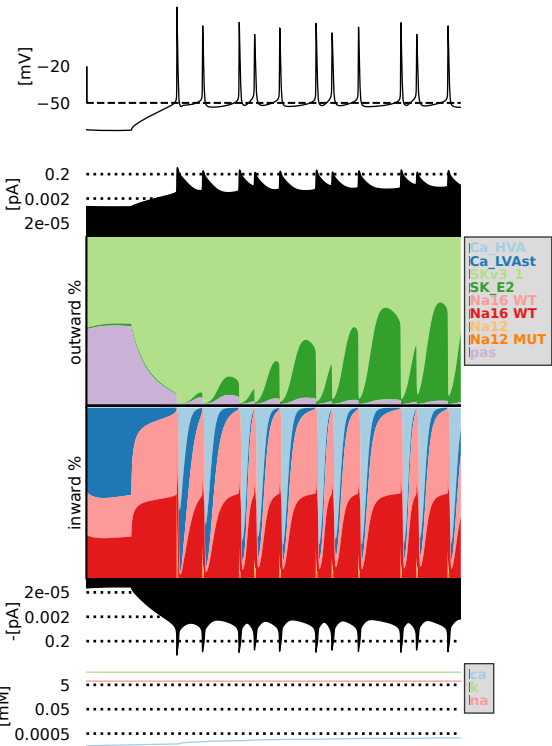 [mV]
−20
−50
[pA]
0.2
0.002
2e-05
outward %
Ca_HVA
Ca_LVAst
SKv3_1
SK_E2
Na16 WT
Na16 WT
Na12
Na12 MUT
pas
inward %
-[pA]
2e-05
0.002
0.2
[mM]
5
0.05
0.0005
ca
k
na